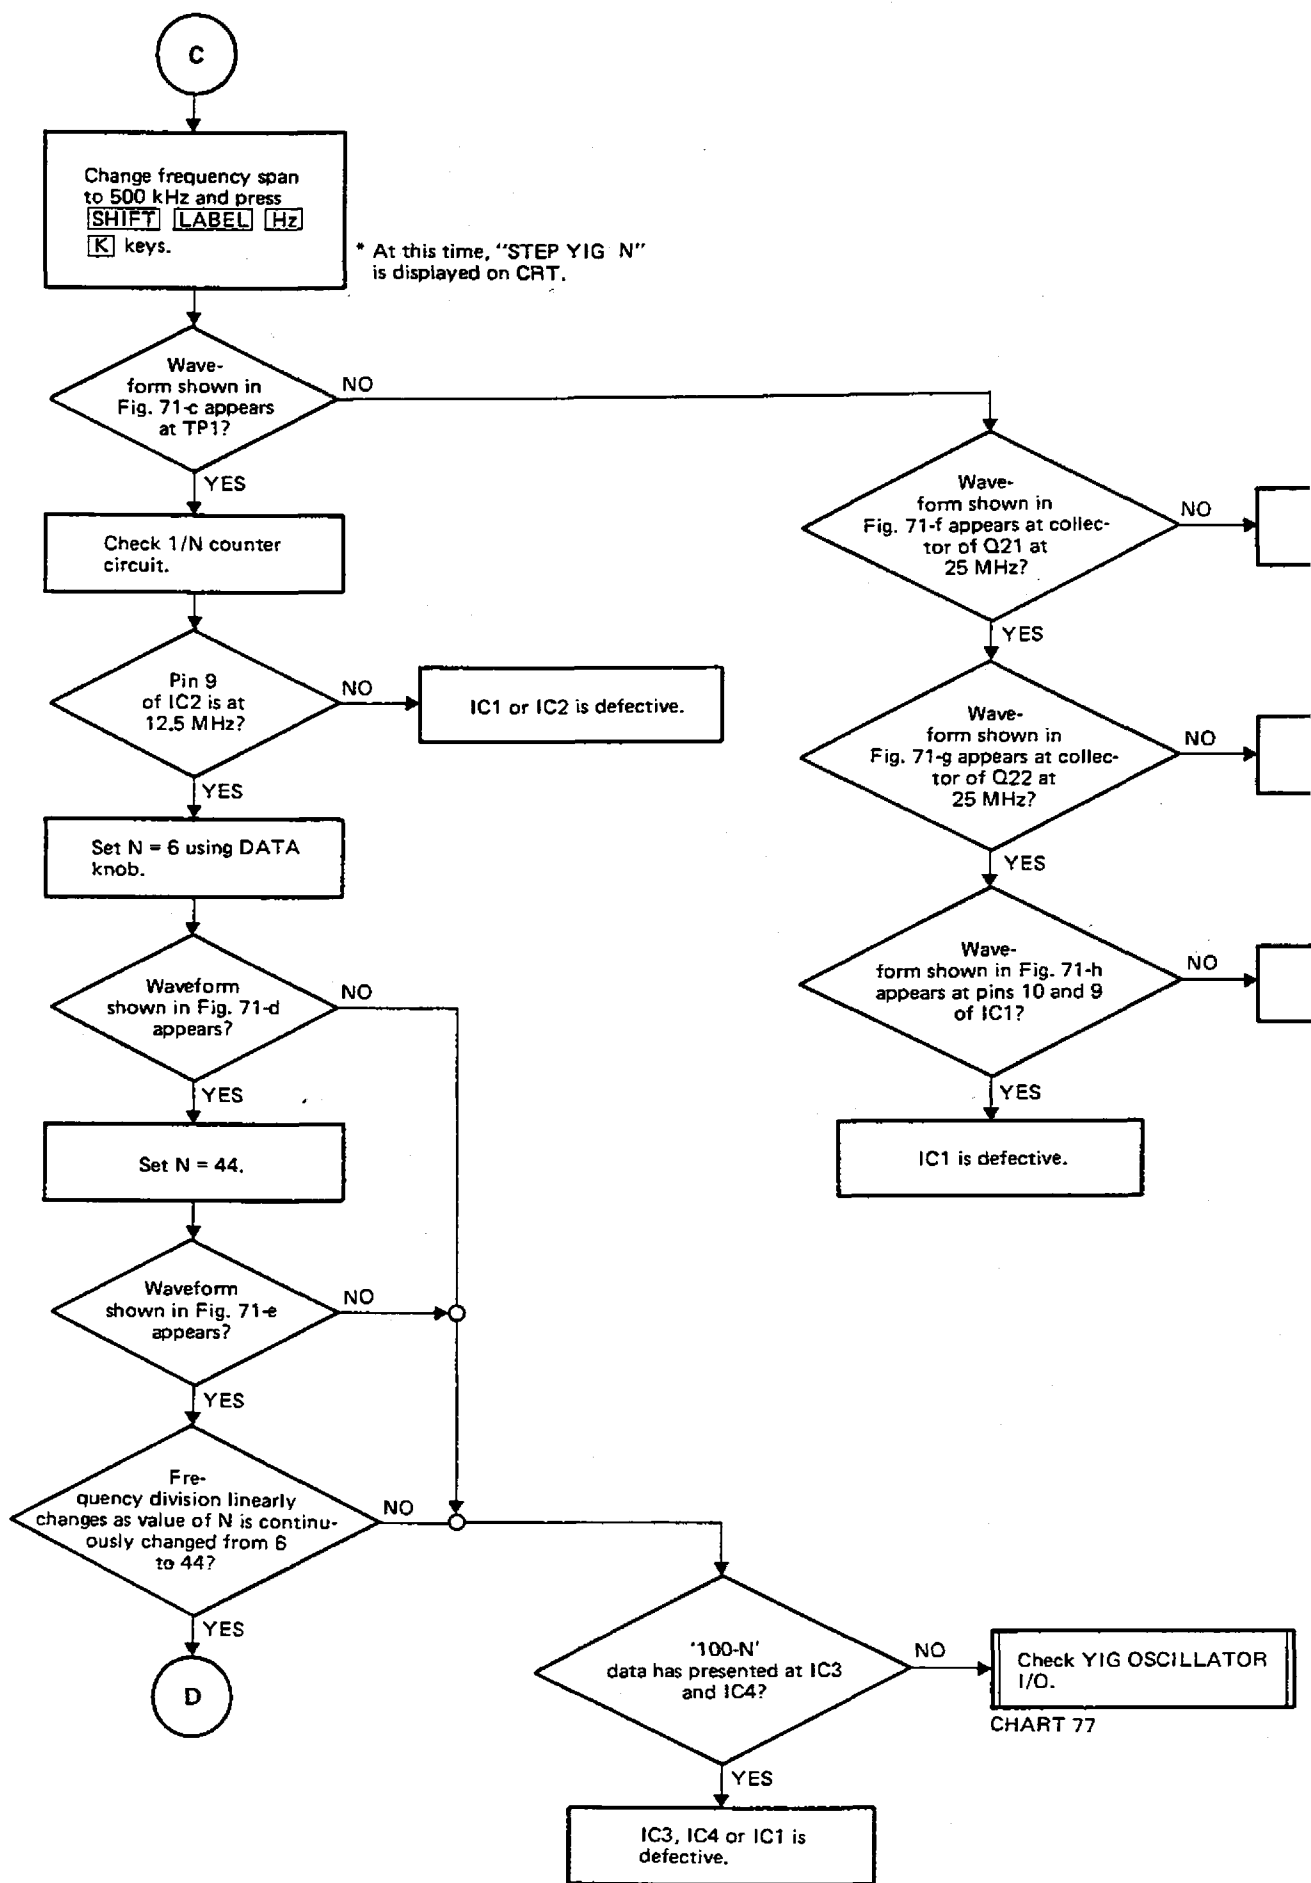 C
Change frequency span
to 500 kHz and press
SHIFT LABEL Hz
K keys.
* At this time, "STEP YIG N"
is displayed on CRT.
Wave-
form shown in
Fig. 71-c appears
at TP1?
NO
YES
Check 1/N counter
circuit.
Pin 9
of IC2 is at
12.5 MHz?
NO
IC1 or IC2 is defective.
YES
Set N = 6 using DATA
knob.
Waveform
shown in Fig. 71-d
appears?
NO
YES
Set N = 44.
Waveform
shown in Fig. 71-e
appears?
NO
YES
Fre-
quency division linearly
changes as value of N is continu-
ously changed from 6
to 44?
NO
YES
D
Wave-
form shown in
Fig. 71-f appears at collec-
tor of Q21 at
25 MHz?
NO
YES
Wave-
form shown in
Fig. 71-g appears at collec-
tor of Q22 at
25 MHz?
NO
YES
Wave-
form shown in Fig. 71-h
appears at pins 10 and 9
of IC1?
NO
YES
IC1 is defective.
'100-N'
data has presented at IC3
and IC4?
NO
Check YIG OSCILLATOR
I/O.
CHART 77
YES
IC3, IC4 or IC1 is
defective.